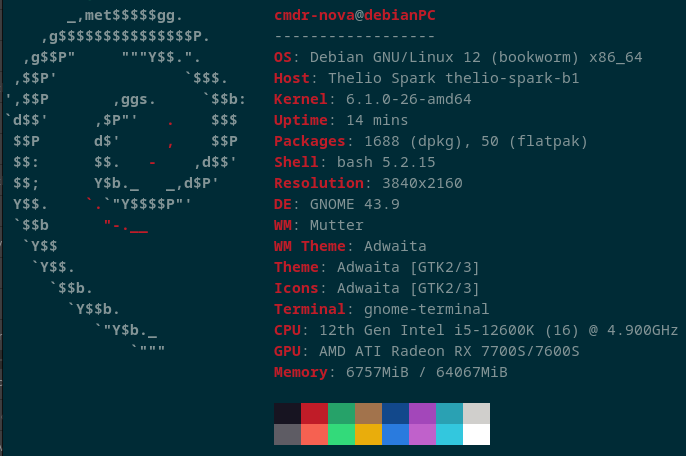 cmdr-nova@debianPC
------------------
OS: Debian GNU/Linux 12 (bookworm) x86_64
Host: Thelio Spark thelio-spark-b1
Kernel: 6.1.0-26-amd64
Uptime: 14 mins
Packages: 1688 (dpkg), 50 (flatpak)
Shell: bash 5.2.15
Resolution: 3840x2160
DE: GNOME 43.9
WM: Mutter
WM Theme: Adwaita
Theme: Adwaita [GTK2/3]
Icons: Adwaita [GTK2/3]
Terminal: gnome-terminal
CPU: 12th Gen Intel i5-12600K (16) @ 4.900GHz
GPU: AMD ATI Radeon RX 7700S/7600S
Memory: 6757MiB / 64067MiB